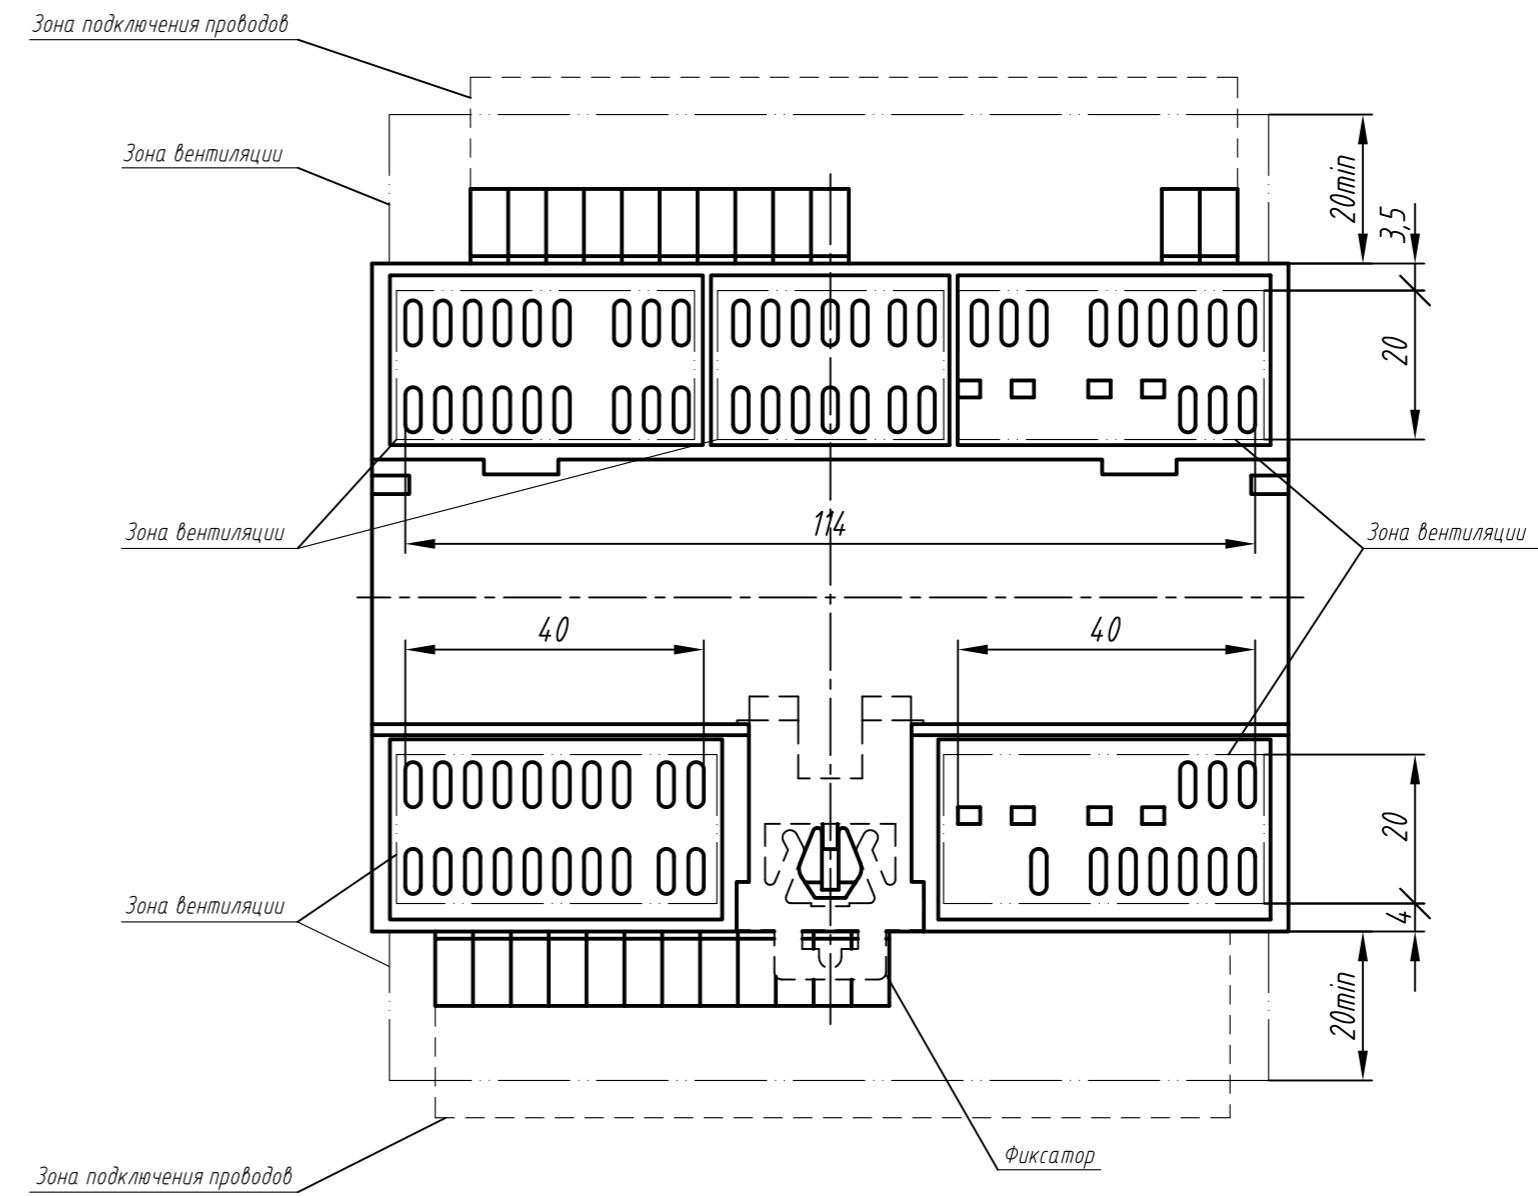 Зона подключения проводов
Зона вентиляции
20min
3,5
20
Зона вентиляции
114
Зона вентиляции
40
40
20
Зона вентиляции
4
20min
Фиксатор
Зона подключения проводов